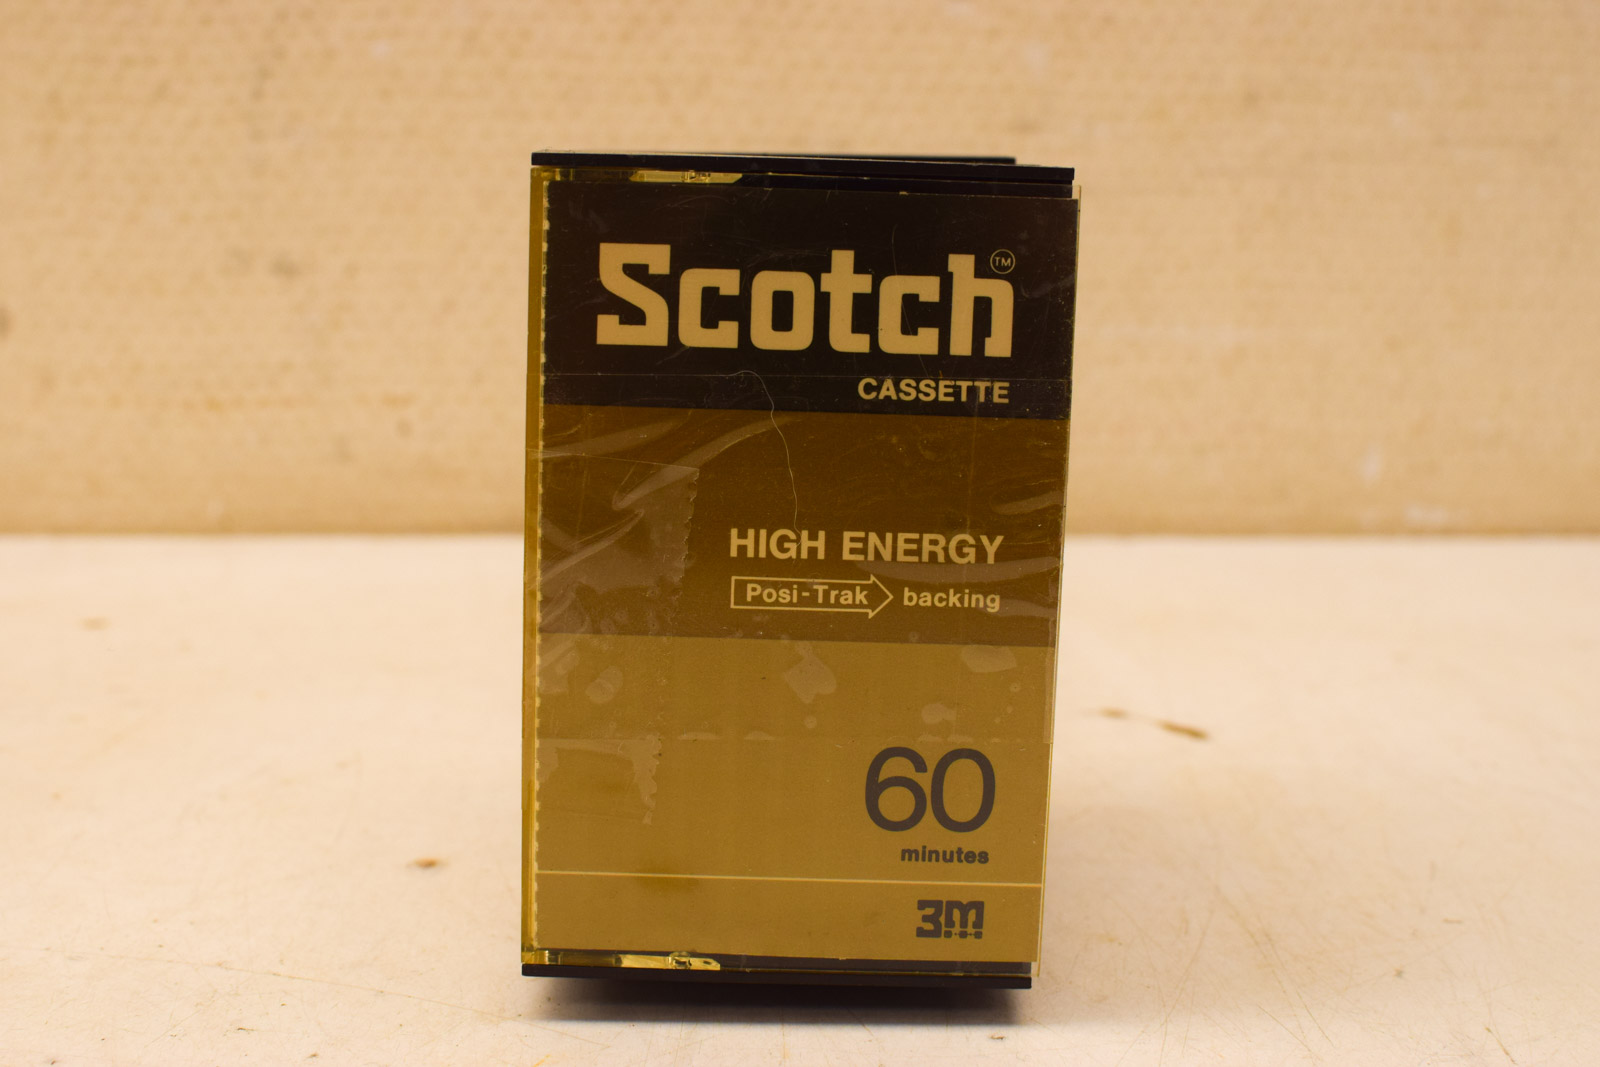 Scotch™
CASSETTE
HIGH ENERGY
Posi-Trak backing
60
minutes
3M